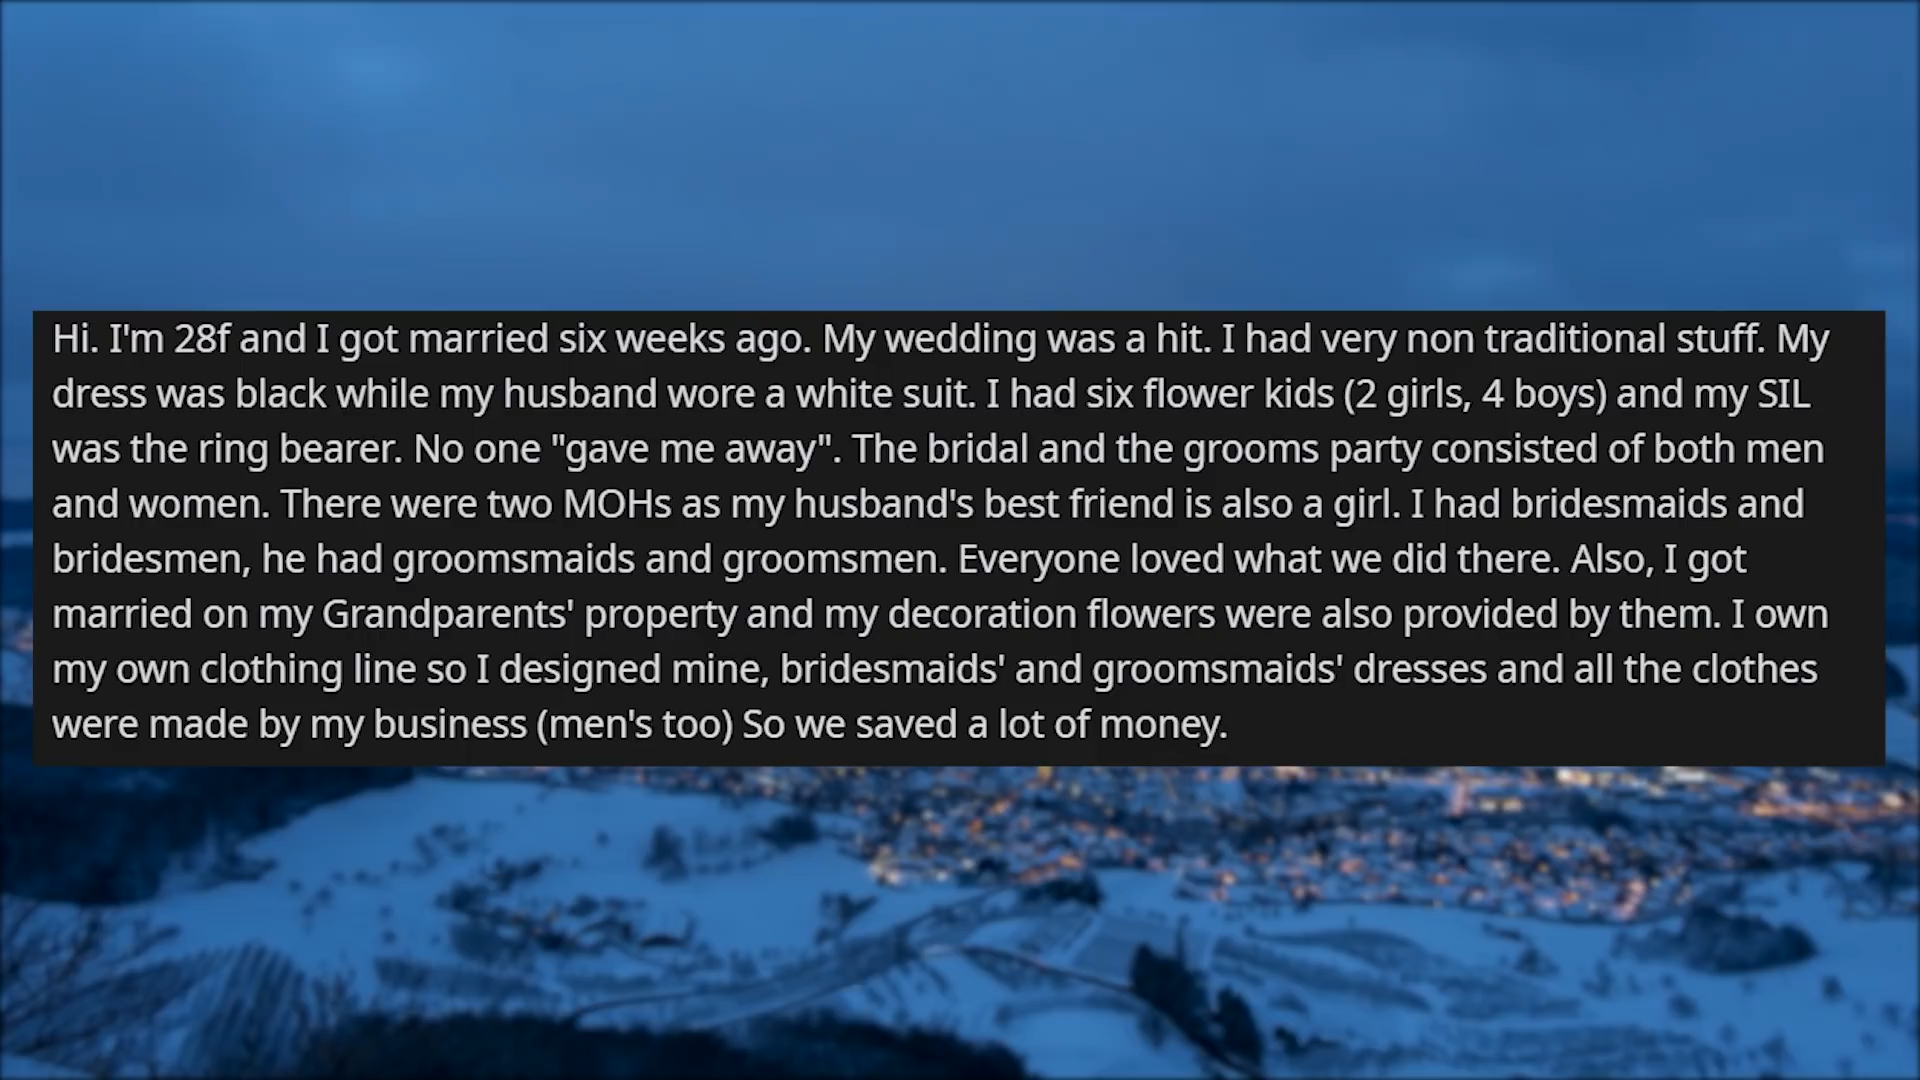 Hi. I'm 28f and I got married six weeks ago. My wedding was a hit. I had very non traditional stuff. My
dress was black while my husband wore a white suit. I had six flower kids (2 girls, 4 boys) and my SIL
was the ring bearer. No one "gave me away". The bridal and the grooms party consisted of both men
and women. There were two MOHs as my husband's best friend is also a girl. I had bridesmaids and
bridesmen, he had groomsmaids and groomsmen. Everyone loved what we did there. Also, I got
married on my Grandparents' property and my decoration flowers were also provided by them. I own
my own clothing line so I designed mine, bridesmaids' and groomsmaids' dresses and all the clothes
were made by my business (men's too) So we saved a lot of money.